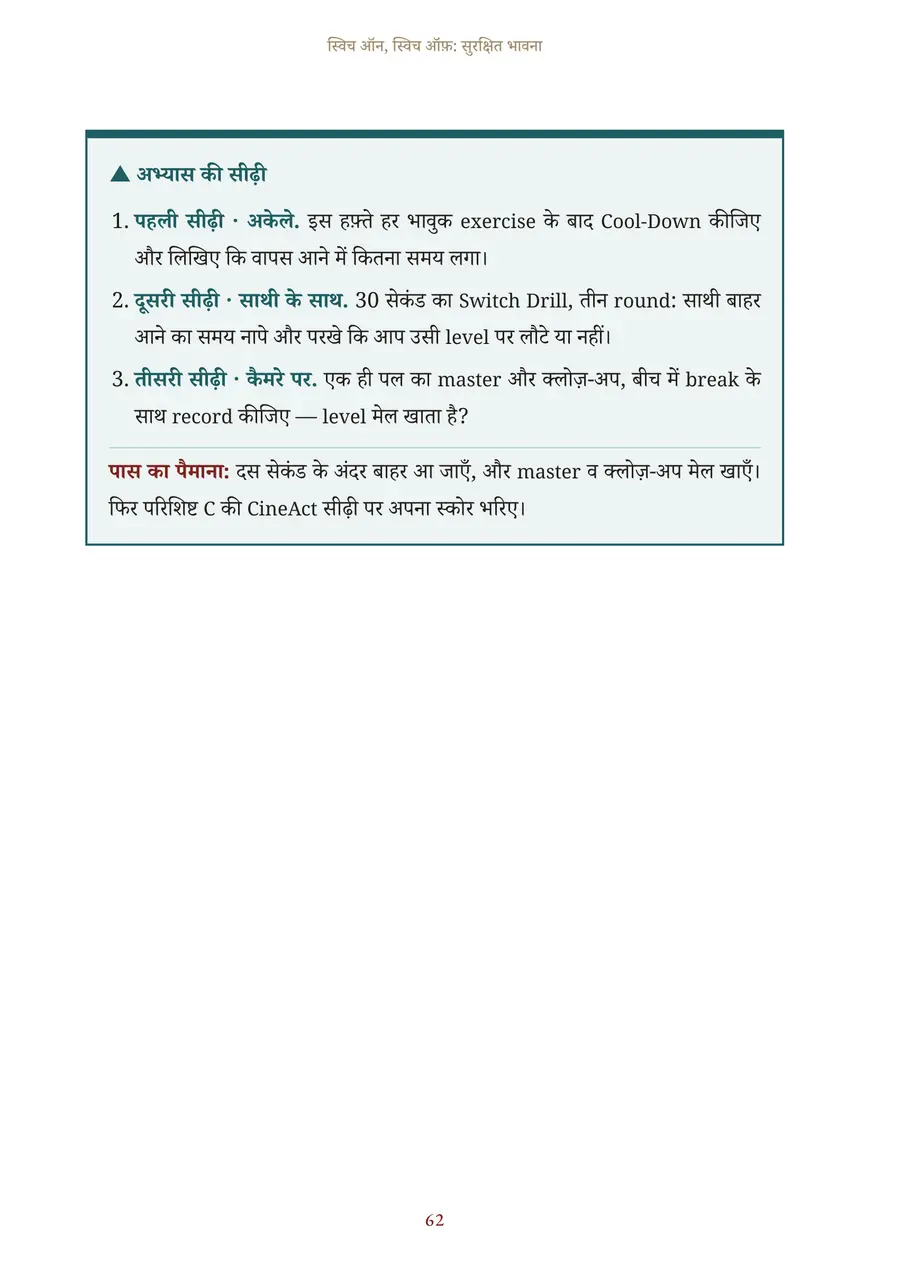 स्विच ऑन, स्विच ऑफ़: सुरक्षित भावना
▲ अभ्यास की सीढ़ी
1. पहली सीढ़ी · अकेले. इस हफ़्ते हर भावुक exercise के बाद Cool-Down कीजिए
और लिखिए कि वापस आने में कितना समय लगा।
2. दूसरी सीढ़ी · साथी के साथ. 30 सेकंड का Switch Drill, तीन round: साथी बाहर
आने का समय नापे और परखे कि आप उसी level पर लौटे या नहीं।
3. तीसरी सीढ़ी · कैमरे पर. एक ही पल का master और क्लोज़-अप, बीच में break के
साथ record कीजिए — level मेल खाता है?
पास का पैमाना: दस सेकंड के अंदर बाहर आ जाएँ, और master व क्लोज़-अप मेल खाएँ।
फिर परिशिष्ट C की CineAct सीढ़ी पर अपना स्कोर भरिए।
62